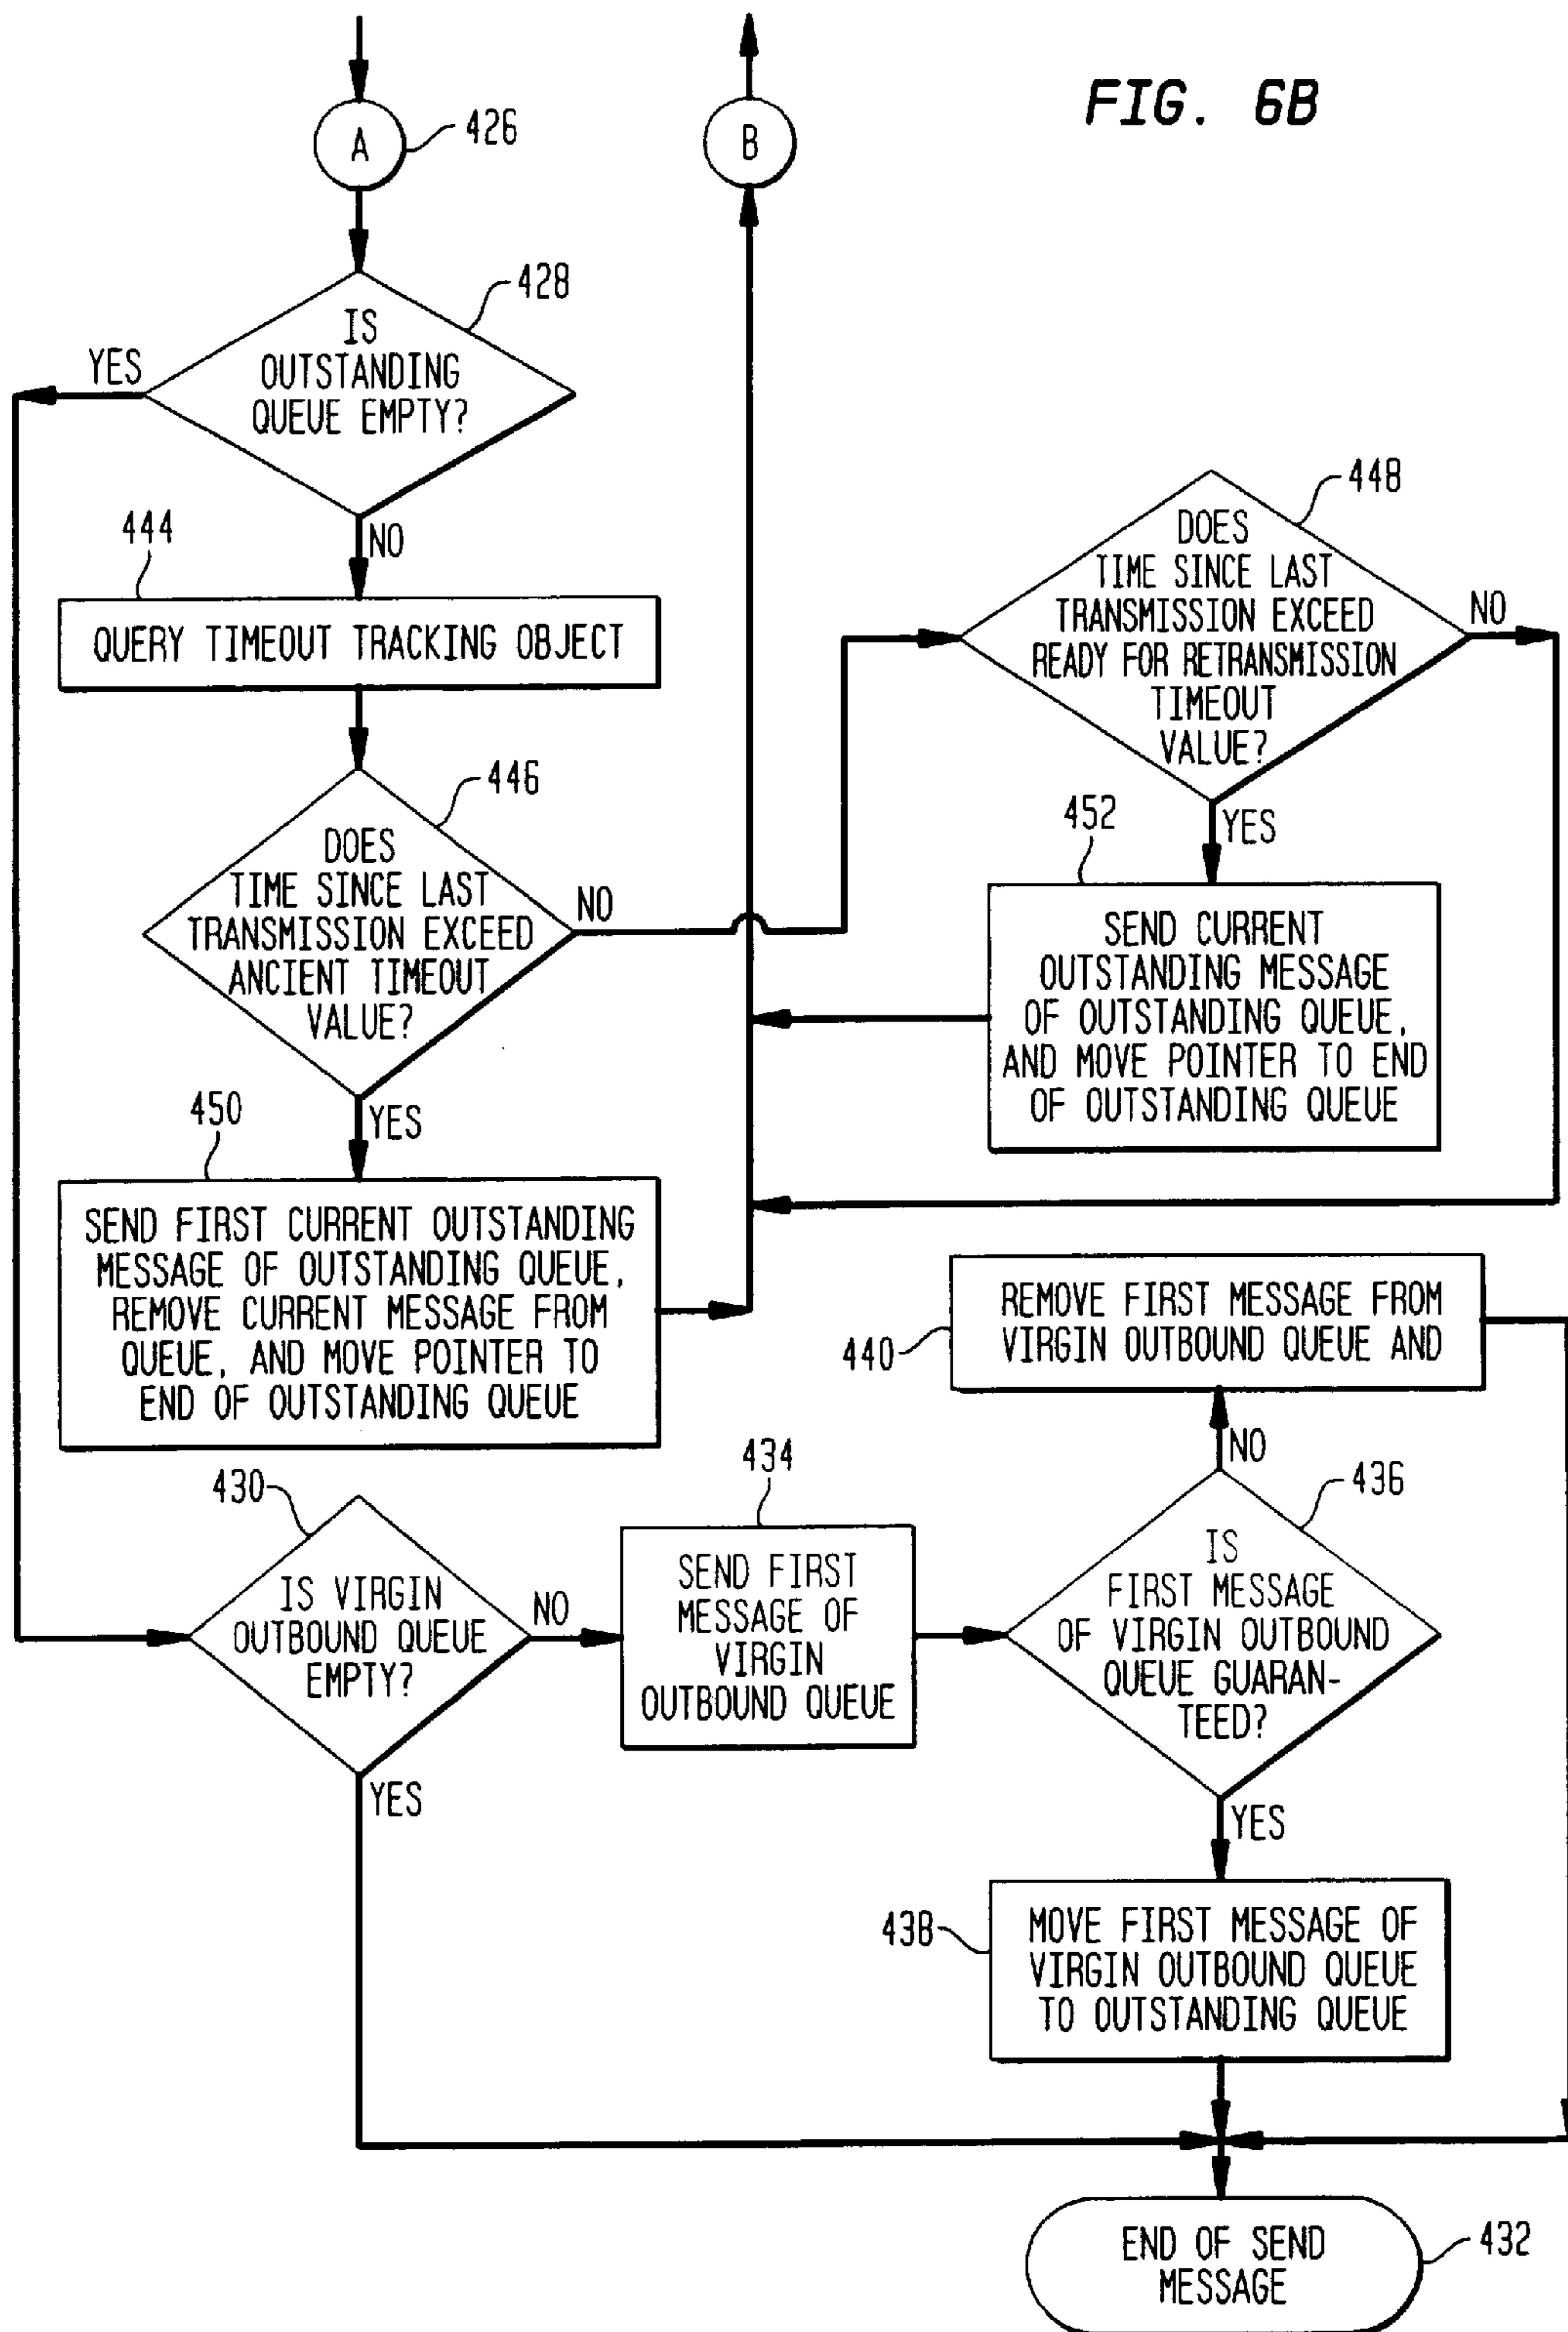 FIG. 6B
A
426
B
428
IS
OUTSTANDING
QUEUE EMPTY?
YES
NO
444
QUERY TIMEOUT TRACKING OBJECT
446
DOES
TIME SINCE LAST
TRANSMISSION EXCEED
ANCIENT TIMEOUT
VALUE?
NO
YES
448
DOES
TIME SINCE LAST
TRANSMISSION EXCEED
READY FOR RETRANSMISSION
TIMEOUT
VALUE?
NO
YES
452
SEND CURRENT
OUTSTANDING MESSAGE
OF OUTSTANDING QUEUE,
AND MOVE POINTER TO END
OF OUTSTANDING QUEUE
450
SEND FIRST CURRENT OUTSTANDING
MESSAGE OF OUTSTANDING QUEUE,
REMOVE CURRENT MESSAGE FROM
QUEUE, AND MOVE POINTER TO
END OF OUTSTANDING QUEUE
440
REMOVE FIRST MESSAGE FROM
VIRGIN OUTBOUND QUEUE AND
430
IS VIRGIN
OUTBOUND QUEUE
EMPTY?
NO
YES
434
SEND FIRST
MESSAGE OF
VIRGIN
OUTBOUND QUEUE
436
IS
FIRST MESSAGE
OF VIRGIN OUTBOUND
QUEUE GUARAN-
TEED?
NO
YES
438
MOVE FIRST MESSAGE OF
VIRGIN OUTBOUND QUEUE
TO OUTSTANDING QUEUE
END OF SEND
MESSAGE
432